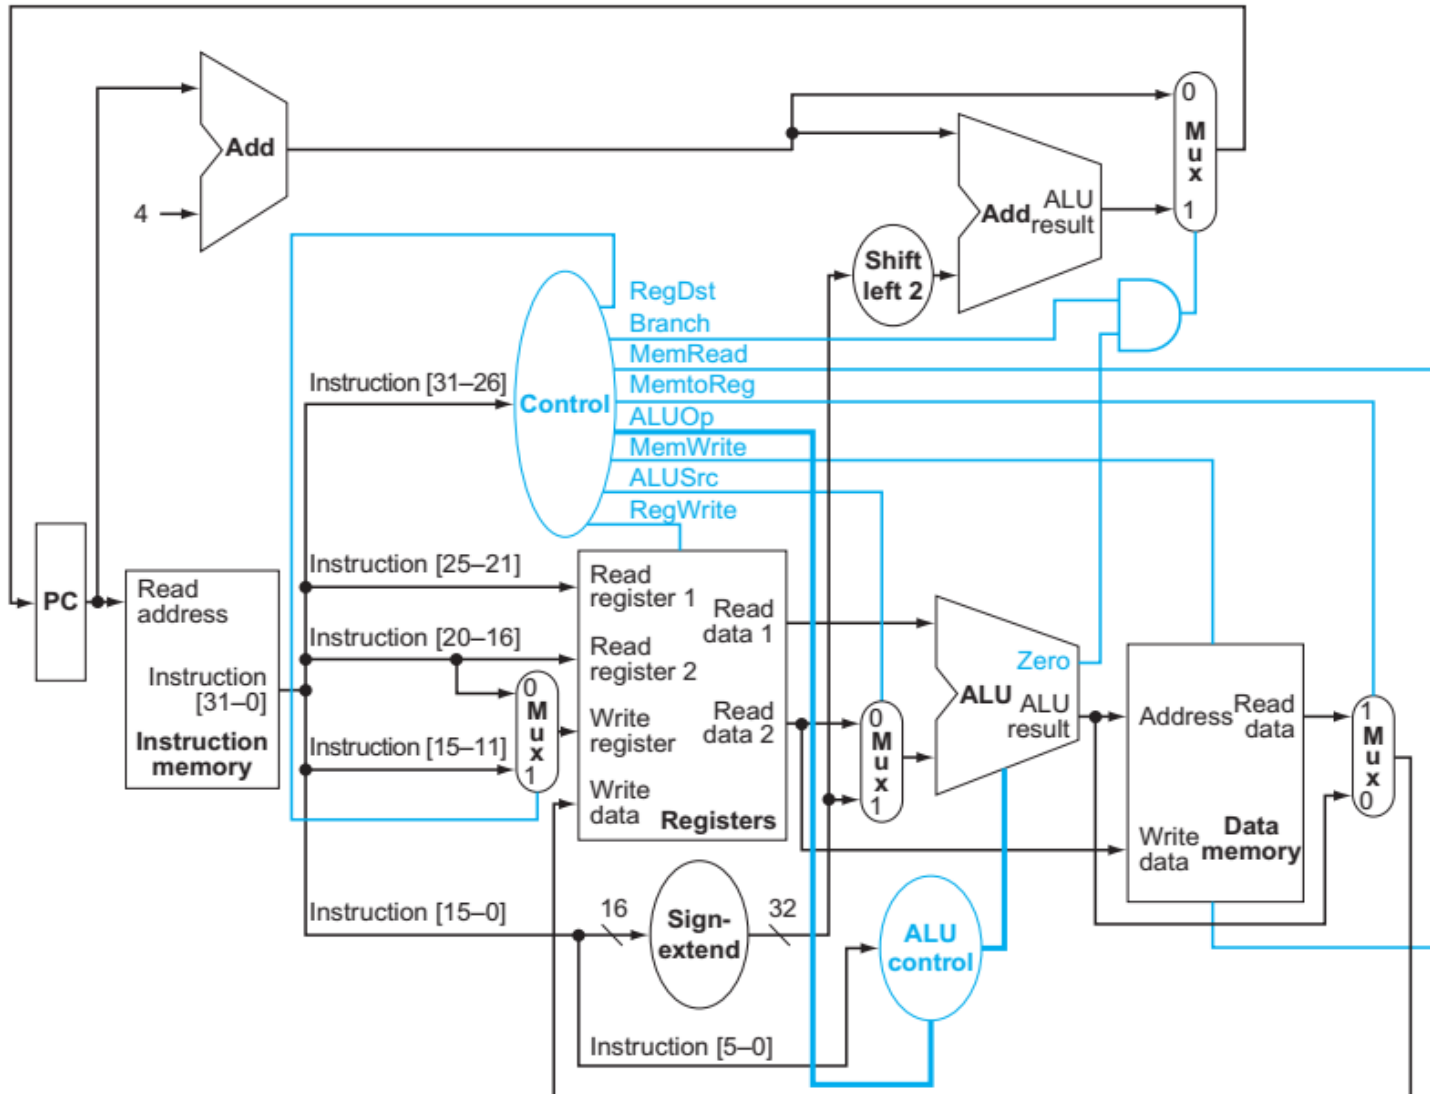 0
M
u
x
1
Add
4
Add
ALU
result
Shift
left 2
RegDst
Branch
MemRead
MemtoReg
ALUOp
MemWrite
ALUSrc
RegWrite
Control
Instruction [31–26]
Instruction [25–21]
Instruction [20–16]
Instruction [15–11]
Instruction [15–0]
Instruction [5–0]
PC
Read
address
Instruction
[31–0]
Instruction
memory
0
M
u
x
1
Read
register 1
Read
register 2
Write
register
Write
data
Read
data 1
Read
data 2
Registers
0
M
u
x
1
Zero
ALU
ALU
result
Address
Read
data
Write
data
Data
memory
1
M
u
x
0
16
Sign-
extend
32
ALU
control